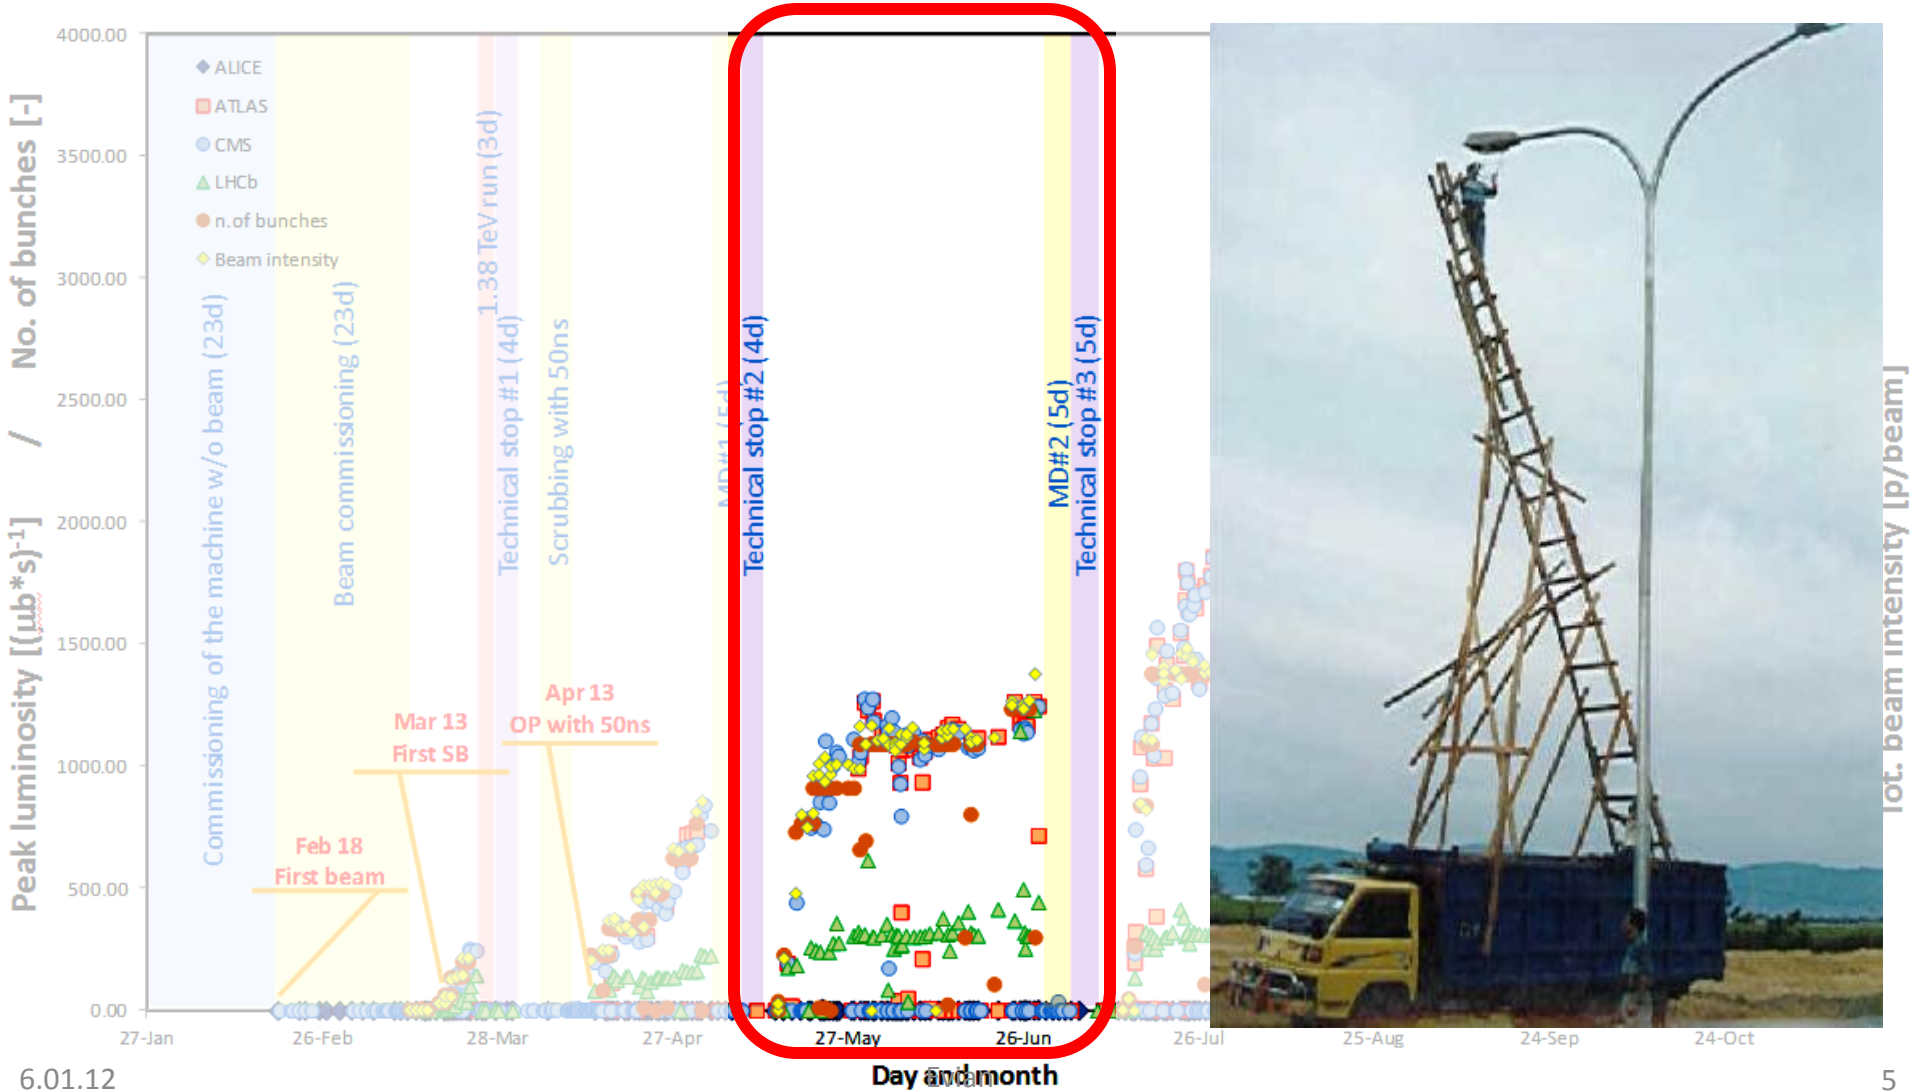 4000.00
3500.00
3000.00
2500.00
2000.00
1500.00
1000.00
500.00
0.00
Peak luminosity [(µb*s)-1] / No. of bunches [-]
ALICE
ATLAS
CMS
LHCb
n.of bunches
Beam intensity
Commissioning of the machine w/o beam (23d)
Beam commissioning (23d)
1.38 TeV run (3d)
Technical stop #1 (4d)
Scrubbing with 50ns
MD#1 (5d)
Technical stop #2 (4d)
MD#2 (5d)
Technical stop #3 (5d)
Feb 18
First beam
Mar 13
First SB
Apr 13
OP with 50ns
Tot. beam intensity [p/beam]
27-Jan
26-Feb
28-Mar
27-Apr
27-May
26-Jun
26-Jul
25-Aug
24-Sep
24-Oct
Day and month
6.01.12
Evian
5